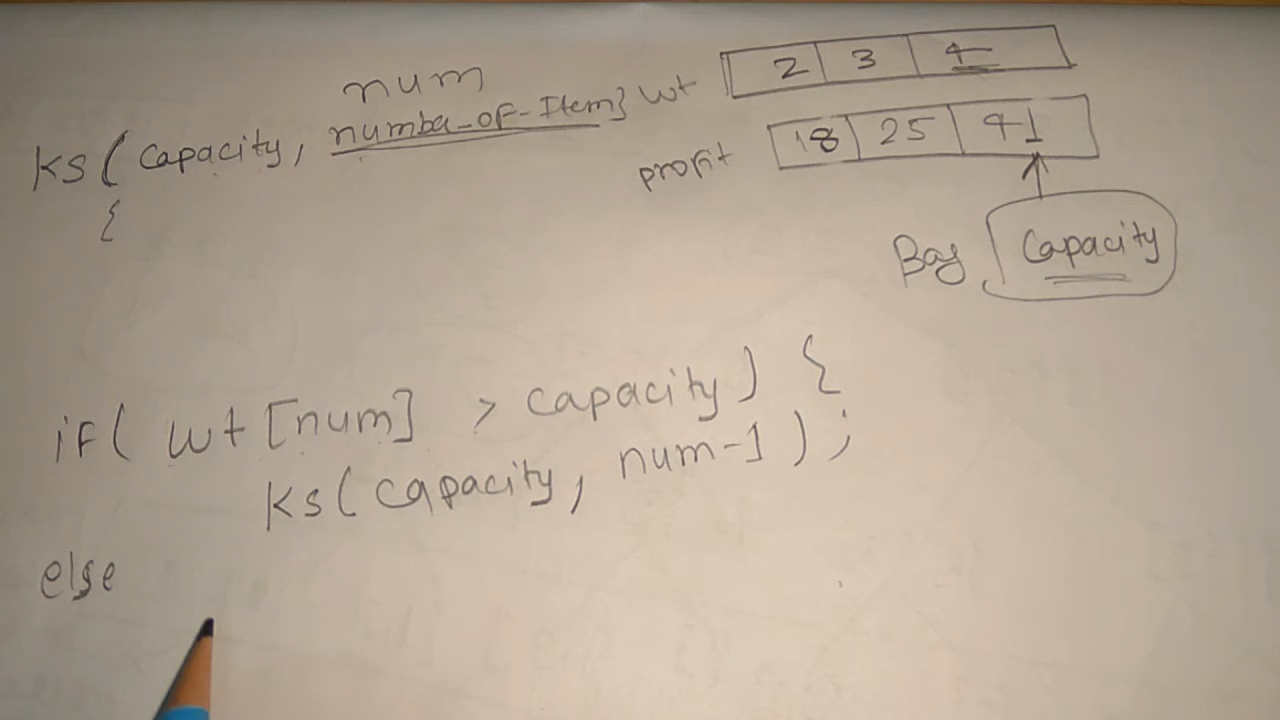 num
Ks ( capacity, numbe-of-Item}
{
wt 2 3 4
profit 18 25 41
Bag Capacity
if( wt [num] > capacity) {
Ks( capacity, num-1 ) ;
else